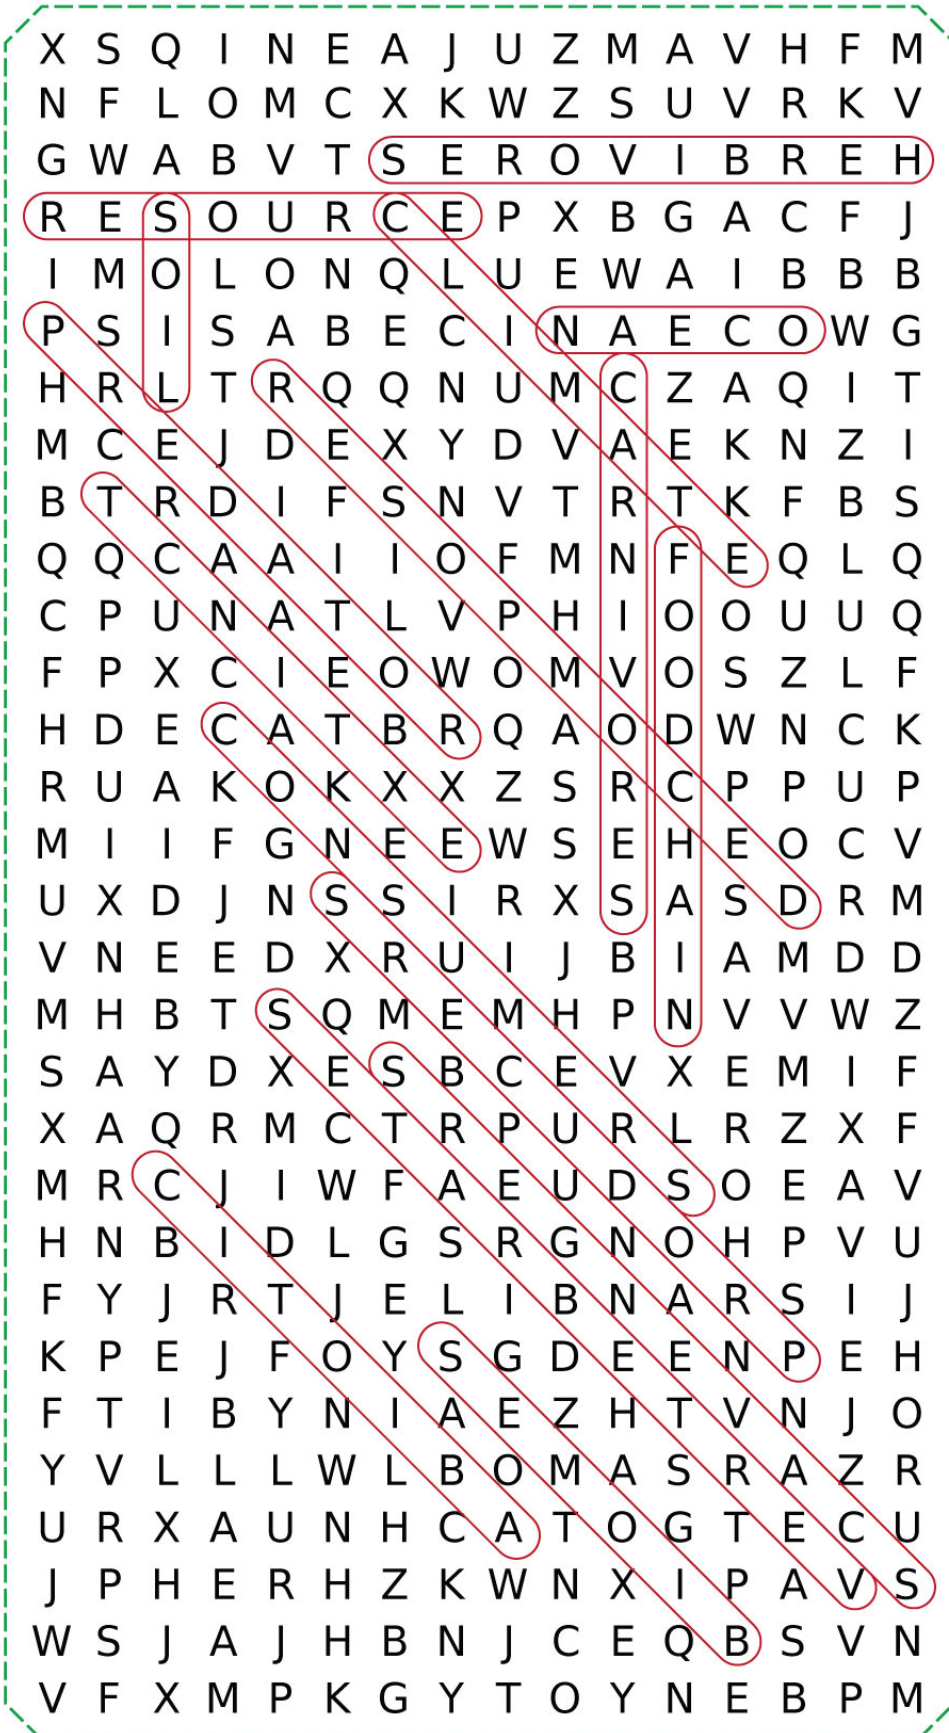 X S Q I N E A J U Z M A V H F M
N F L O M C X K W Z S U V R K V
G W A B V T S E R O V I B R E H
R E S O U R C E P X B G A C F J
I M O L O N Q L U E W A I B B B
P S I S A B E C I N A E C O W G
H R L T R Q Q N U M C Z A Q I T
M C E J D E X Y D V A E K N Z I
B T R D I F S N V T R T K F B S
Q Q C A A I I O F M N F E Q L Q
C P U N A T L V P H I O O U U Q
F P X C I E O W O M V O S Z L F
H D E C A T B R Q A O D W N C K
R U A K O K X X Z S R C P P U P
M I I F G N E E W S E H E O C V
U X D J N S S I R X S A S D R M
V N E E D X R U I J B I A M D D
M H B T S Q M E M H P N V V W Z
S A Y D X E S B C E V X E M I F
X A Q R M C T R P U R L R Z X F
M R C J I W F A E U D S O E A V
H N B I D L G S R G N O H P V U
F Y J R T J E L I B N A R S I J
K P E J F O Y S G D E E N P E H
F T I B Y N I A E Z H T V N J O
Y V L L L W L B O M A S R A Z R
U R X A U N H C A T O G T E C U
J P H E R H Z K W N X I P A V S
W S J A J H B N J C E Q B S V N
V F X M P K G Y T O Y N E B P M